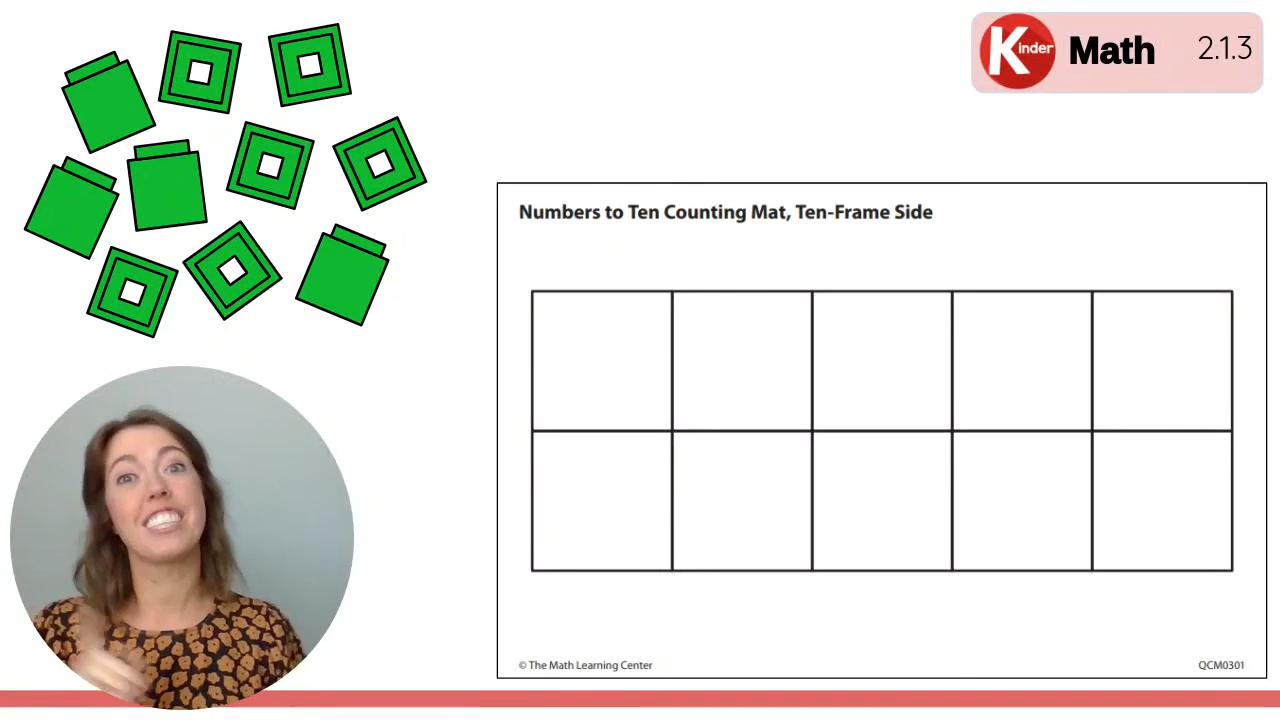 Kinder Math 2.1.3
Numbers to Ten Counting Mat, Ten-Frame Side
© The Math Learning Center QCM0301